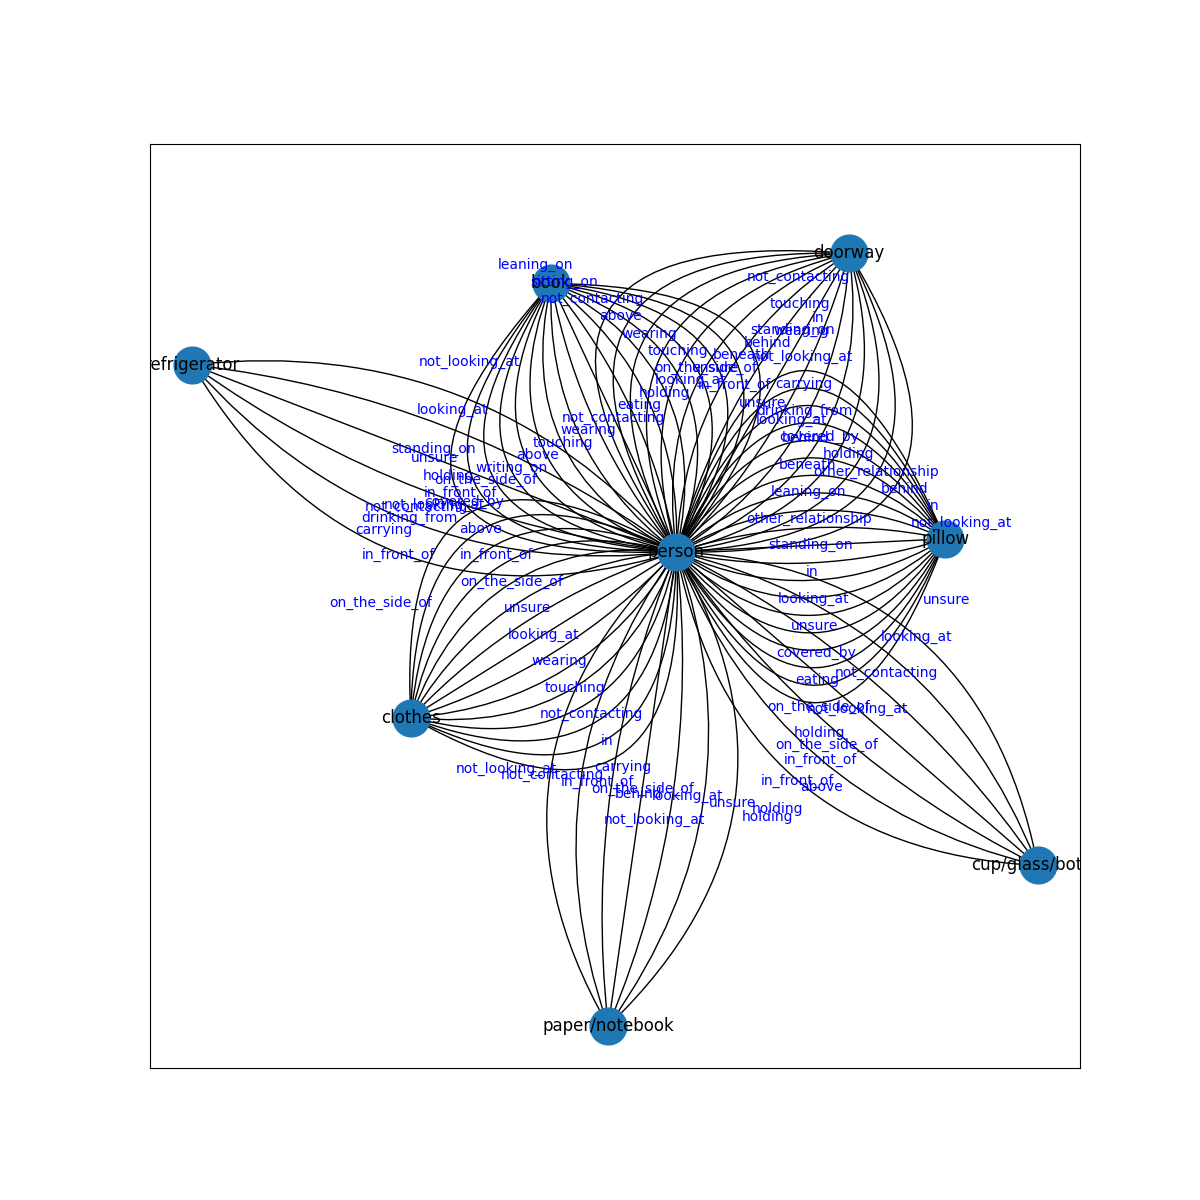 doorway
leaning_on
not_contacting
book
not_contacting
touching
above
in
wearing
standing_on
wearing
behind
touching
beneath
not_looking_at
not_looking_at
refrigerator
on_the_side_of
unsure
looking_at
in_front_of
carrying
holding
unsure
looking_at
eating
drinking_from
not_contacting
looking_at
wearing
covered_by
behind
touching
standing_on
above
holding
unsure
writing_on
beneath
other_relationship
holding
on_the_side_of
behind
in_front_of
leaning_on
covered_by
not_looking_at
not_contacting
in
drinking_from
other_relationship
not_looking_at
carrying
above
pillow
standing_on
in_front_of
in_front_of
person
in
on_the_side_of
looking_at
unsure
on_the_side_of
unsure
unsure
looking_at
looking_at
covered_by
wearing
not_contacting
eating
touching
on_the_side_of
not_looking_at
not_contacting
clothes
holding
in
on_the_side_of
in_front_of
not_looking_at
carrying
not_contacting
in_front_of
in_front_of
above
on_the_side_of
behind
looking_at
unsure
holding
not_looking_at
holding
cup/glass/bot
paper/notebook